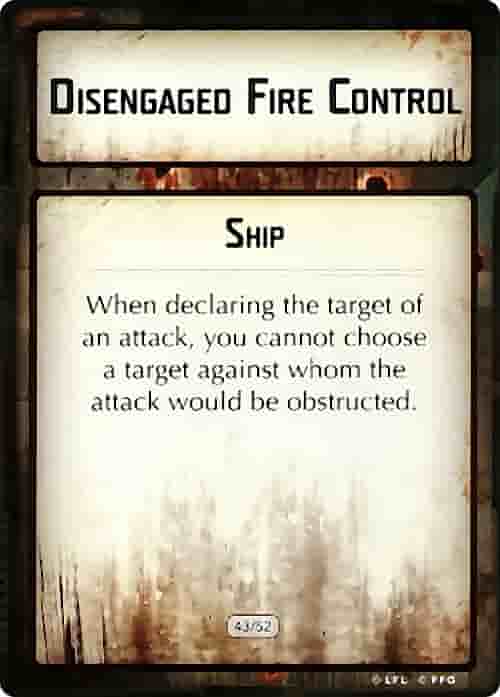 Disengaged Fire Control
Ship
When declaring the target of
an attack, you cannot choose
a target against whom the
attack would be obstructed.
43/52
© LFL © FFG